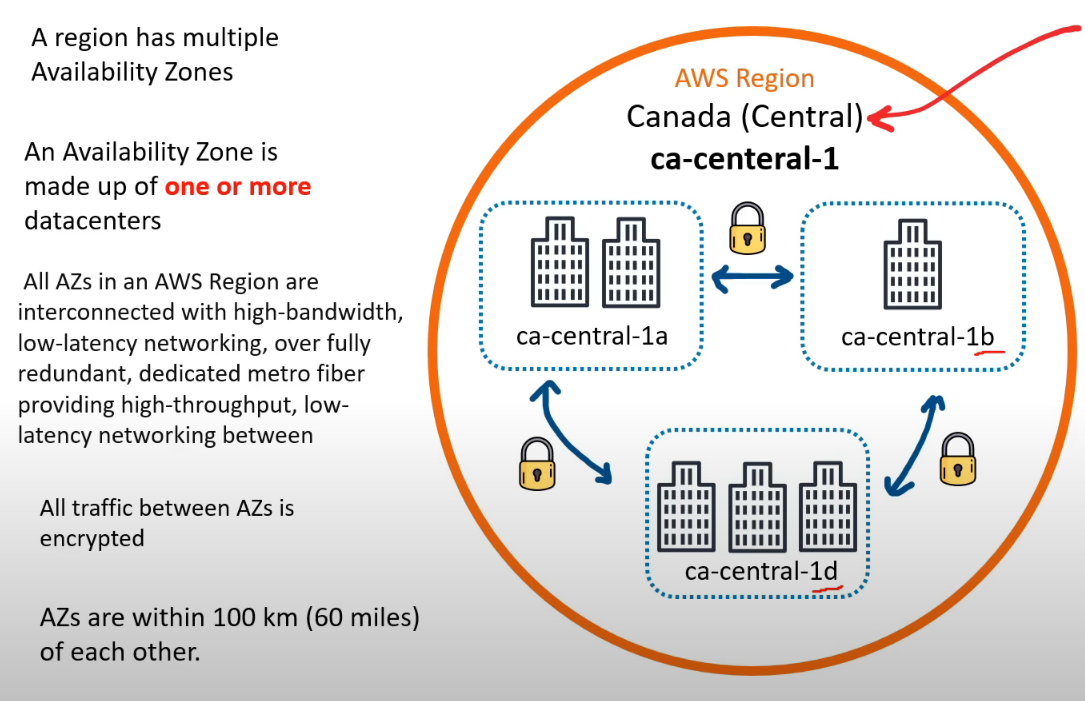 A region has multiple
Availability Zones
An Availability Zone is
made up of one or more
datacenters
All AZs in an AWS Region are
interconnected with high-bandwidth,
low-latency networking, over fully
redundant, dedicated metro fiber
providing high-throughput, low-
latency networking between
All traffic between AZs is
encrypted
AZs are within 100 km (60 miles)
of each other.
AWS Region
Canada (Central)
ca-centeral-1
ca-central-1a
ca-central-1b
ca-central-1d